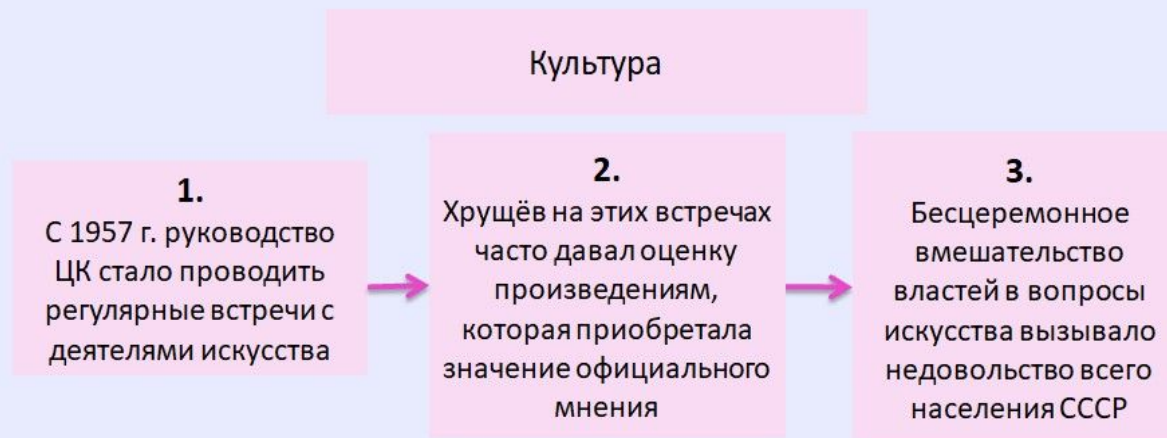 Культура
1.
С 1957 г. руководство
ЦК стало проводить
регулярные встречи с
деятелями искусства
2.
Хрущёв на этих встречах
часто давал оценку
произведениям,
которая приобретала
значение официального
мнения
3.
Бесцеремонное
вмешательство
властей в вопросы
искусства вызывало
недовольство всего
населения СССР